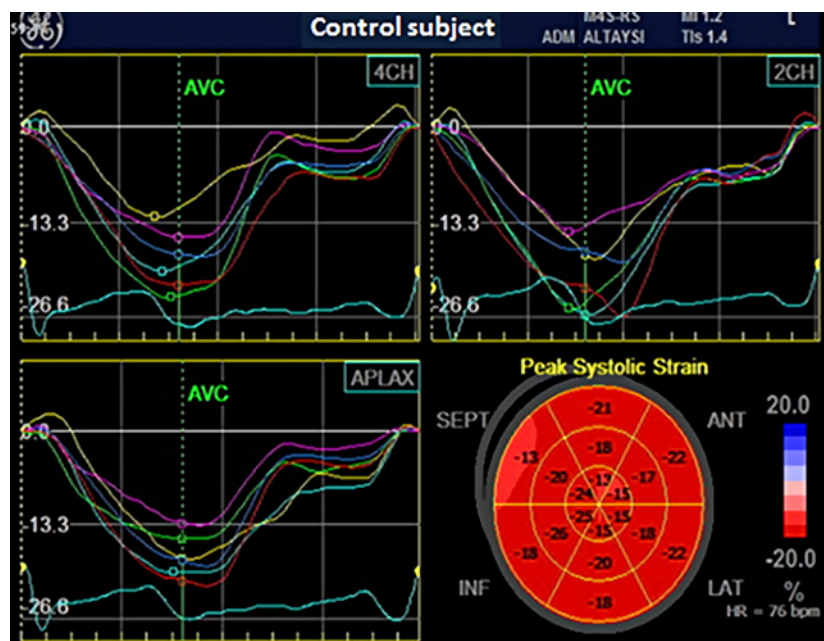 Control subject
M4S-RS MI 1.2
ADM ALTAYSI TIs 1.4
4CH
AVC
0.0
-13.3
-26.6
2CH
AVC
0.0
-13.3
-26.6
APLAX
AVC
0.0
-13.3
-26.6
Peak Systolic Strain
SEPT
ANT
INF
LAT
-21
-13 -22
-18
-20 -17
-13
-24 -15
-25 -15
-15
-26 -18
-20
-18 -22
-18
20.0
-20.0
%
HR = 76 bpm